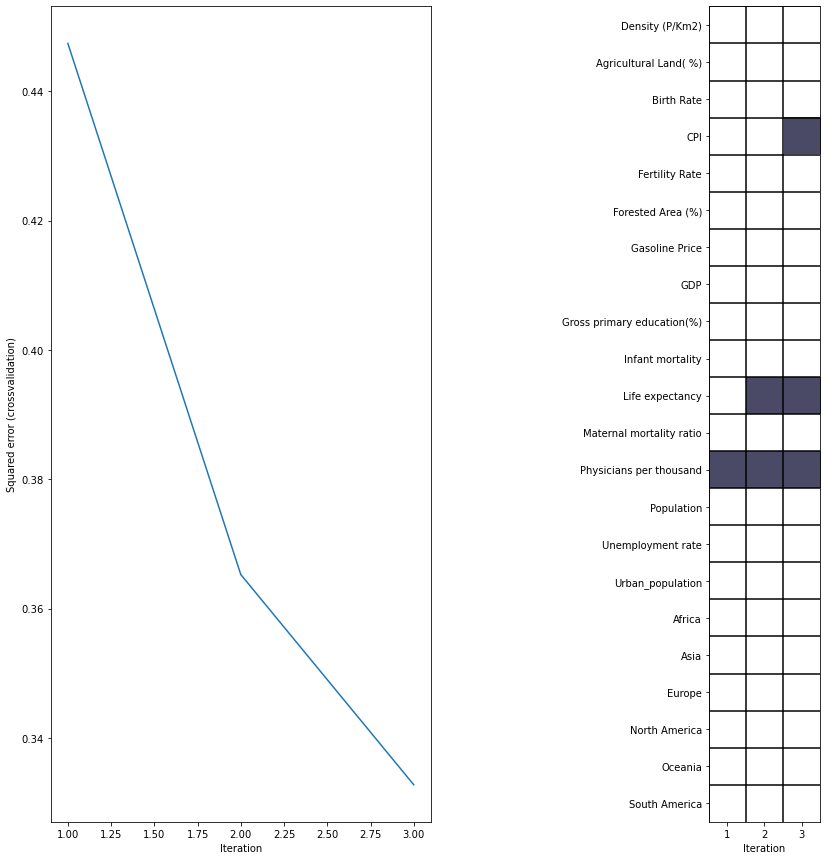 0.44
0.42
0.40
0.38
0.36
0.34
Squared error (crossvalidation)
1.00 1.25 1.50 1.75 2.00 2.25 2.50 2.75 3.00
Iteration
Density (P/Km2)
Agricultural Land( %)
Birth Rate
CPI
Fertility Rate
Forested Area (%)
Gasoline Price
GDP
Gross primary education(%)
Infant mortality
Life expectancy
Maternal mortality ratio
Physicians per thousand
Population
Unemployment rate
Urban_population
Africa
Asia
Europe
North America
Oceania
South America
1 2 3
Iteration